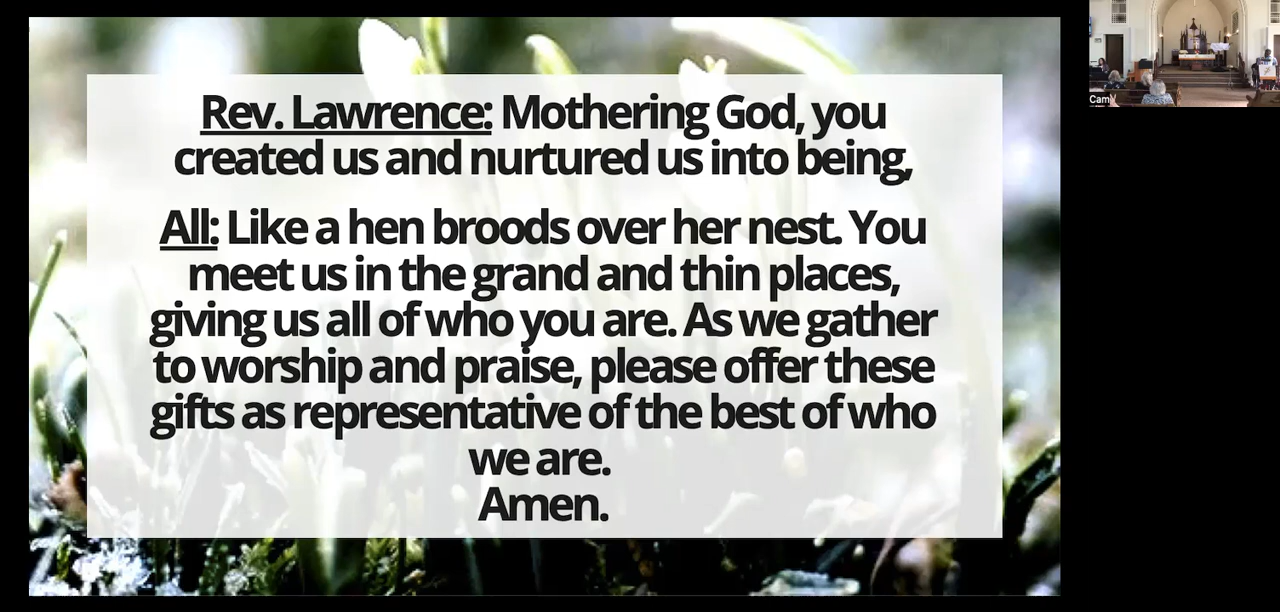 Rev. Lawrence: Mothering God, you
created us and nurtured us into being,
All: Like a hen broods over her nest. You
meet us in the grand and thin places,
giving us all of who you are. As we gather
to worship and praise, please offer these
gifts as representative of the best of who
we are.
Amen.